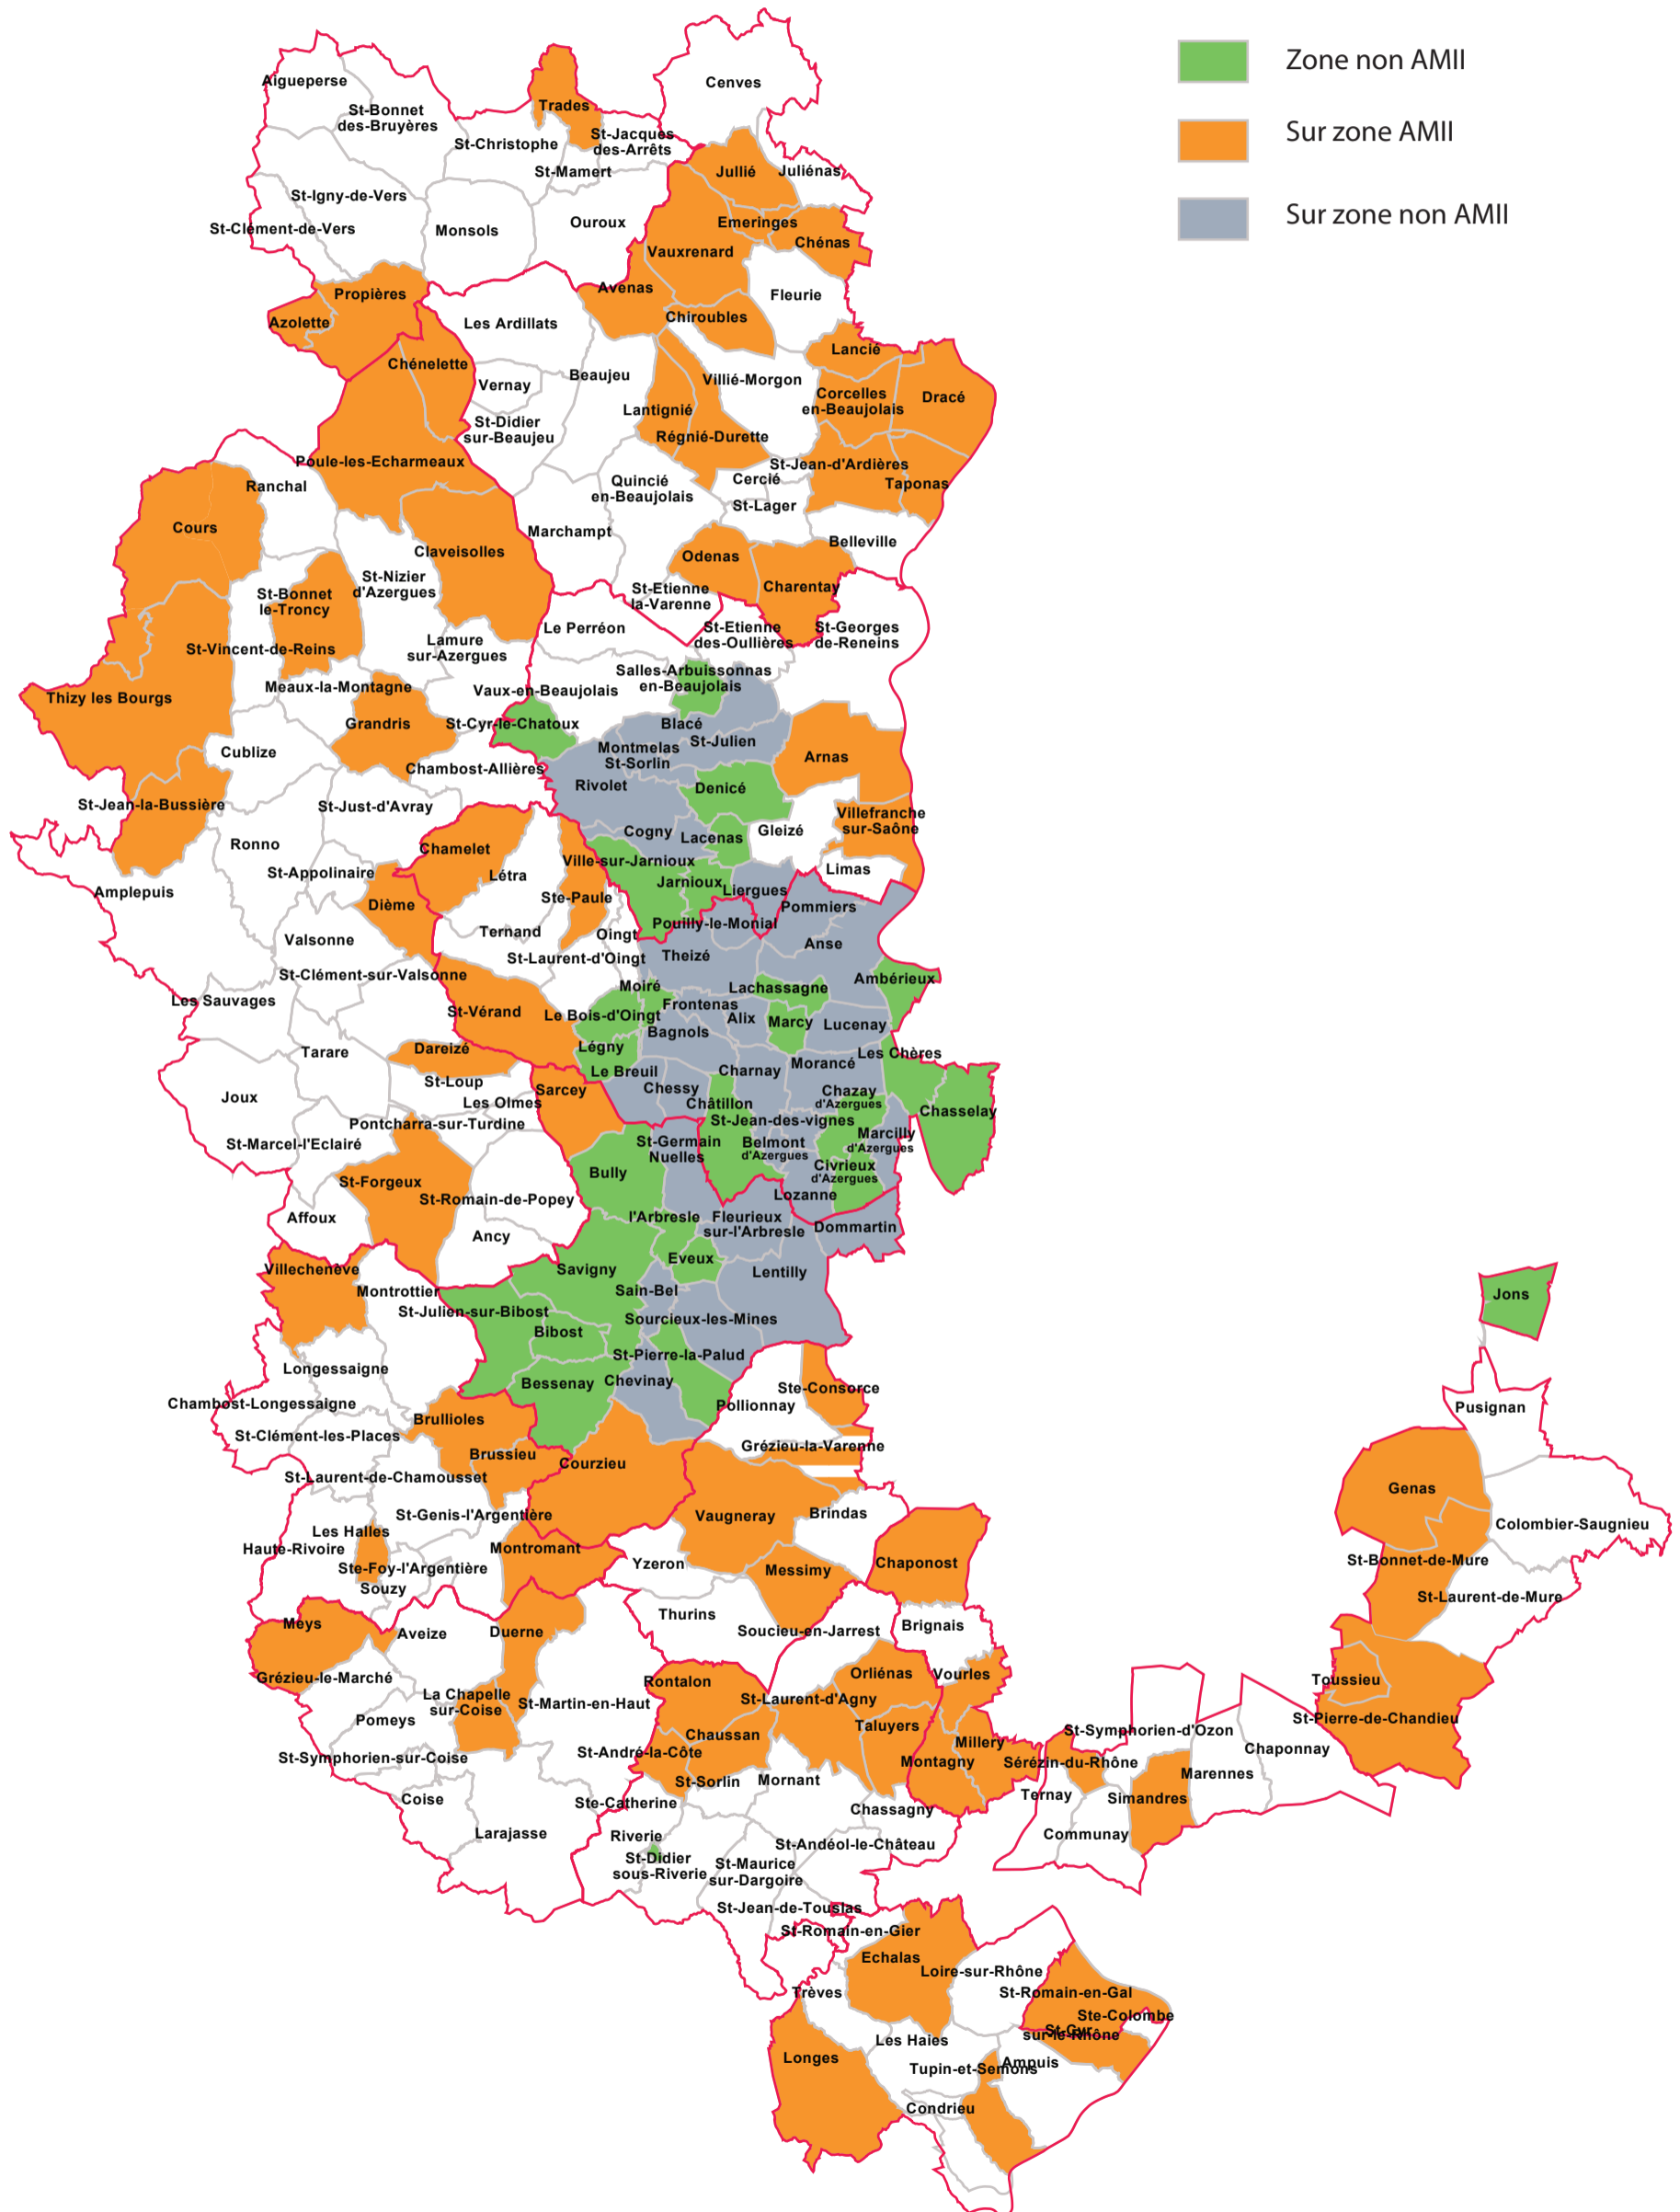 Zone non AMII
Sur zone AMII
Sur zone non AMII
Aigueperse
St-Bonnet
des-Bruyères
Trades
Cenves
St-Christophe
St-Jacques
des-Arrêts
St-Mamert
Jullié
Juliénas
St-Igny-de-Vers
St-Clément-de-Vers
Monsols
Ouroux
Emeringes
Chénas
Vauxrenard
Propières
Avenas
Fleurie
Azolette
Les Ardillats
Chiroubles
Lancié
Chénelette
Vernay
Beaujeu
Villié-Morgon
Corcelles
en-Beaujolais
Dracé
Lantignié
St-Didier
sur-Beaujeu
Régnié-Durette
Poule-les-Echarmeaux
St-Jean-d'Ardières
Ranchal
Quincié
en-Beaujolais
Cercié
Taponas
St-Lager
Cours
Marchampt
Belleville
Claveisolles
Odenas
St-Nizier
d'Azergues
Charentay
St-Bonnet
le-Troncy
St-Etienne
la-Varenne
Le Perréon
St-Etienne
des-Oullières
St-Georges
de-Reneins
St-Vincent-de-Reins
Lamure
sur-Azergues
Salles-Arbuissonnas
en-Beaujolais
Thizy les Bourgs
Meaux-la-Montagne
Vaux-en-Beaujolais
Grandris
St-Cyr-le-Chatoux
Blacé
Cublize
Montmelas
St-Sorlin
St-Julien
Arnas
Chambost-Allières
Rivolet
Denicé
St-Jean-la-Bussière
St-Just-d'Avray
Villefranche
sur-Saône
Ronno
Chamelet
Cogny
Lacenas
Gleizé
St-Appolinaire
Létra
Ville-sur-Jarnioux
Limas
Amplepuis
Dième
Ste-Paule
Jarnioux
Liergues
Pommiers
Valsonne
Ternand
Oingt
Pouilly-le-Monial
Anse
St-Laurent-d'Oingt
Theizé
St-Clément-sur-Valsonne
Ambérieux
Les Sauvages
Moiré
Lachassagne
St-Vérand
Le Bois-d'Oingt
Frontenas
Alix
Marcy
Lucenay
Bagnols
Tarare
Dareizé
Légny
Les Chères
Joux
St-Loup
Le Breuil
Charnay
Morancé
Les Olmes
Sarcey
Chessy
Chazay
d'Azergues
Châtillon
Chasselay
Pontcharra-sur-Turdine
St-Jean-des-vignes
St-Marcel-l'Eclairé
St-Germain
Nuelles
Belmont
d'Azergues
Marcilly
d'Azergues
St-Forgeux
Bully
Civrieux
d'Azergues
St-Romain-de-Popey
Lozanne
Affoux
l'Arbresle
Fleurieux
sur-l'Arbresle
Dommartin
Ancy
Villechenève
Savigny
Eveux
Lentilly
Montrottier
Sain-Bel
Jons
St-Julien-sur-Bibost
Bibost
Sourcieux-les-Mines
Longessaigne
St-Pierre-la-Palud
Bessenay
Chevinay
Ste-Consorce
Chambost-Longessaigne
Brullioles
Pollionnay
Pusignan
St-Clément-les-Places
Brussieu
Grézieu-la-Varenne
Courzieu
St-Laurent-de-Chamousset
Genas
St-Genis-l'Argentière
Vaugneray
Brindas
Colombier-Saugnieu
Les Halles
Haute-Rivoire
Montromant
Yzeron
Chaponost
St-Bonnet-de-Mure
Ste-Foy-l'Argentière
Messimy
Souzy
St-Laurent-de-Mure
Meys
Aveize
Duerne
Thurins
Soucieu-en-Jarrest
Brignais
Grézieu-le-Marché
Rontalon
Orliénas
Vourles
Toussieu
La Chapelle
sur-Coise
St-Martin-en-Haut
St-Laurent-d'Agny
Pomeys
Chaussan
Taluyers
St-Symphorien-d'Ozon
St-Pierre-de-Chandieu
St-Symphorien-sur-Coise
St-André-la-Côte
Millery
Montagny
Sérézin-du-Rhône
Chaponnay
Marennes
St-Sorlin
Mornant
Coise
Ste-Catherine
Chassagny
Ternay
Simandres
Larajasse
Riverie
St-Andéol-le-Château
Communay
St-Didier
sous-Riverie
St-Maurice
sur-Dargoire
St-Jean-de-Touslas
St-Romain-en-Gier
Echalas
Loire-sur-Rhône
Trèves
St-Romain-en-Gal
Ste-Colombe
St-Cyr
sur-le-Rhône
Les Haies
Longes
Ampuis
Tupin-et-Semons
Condrieu